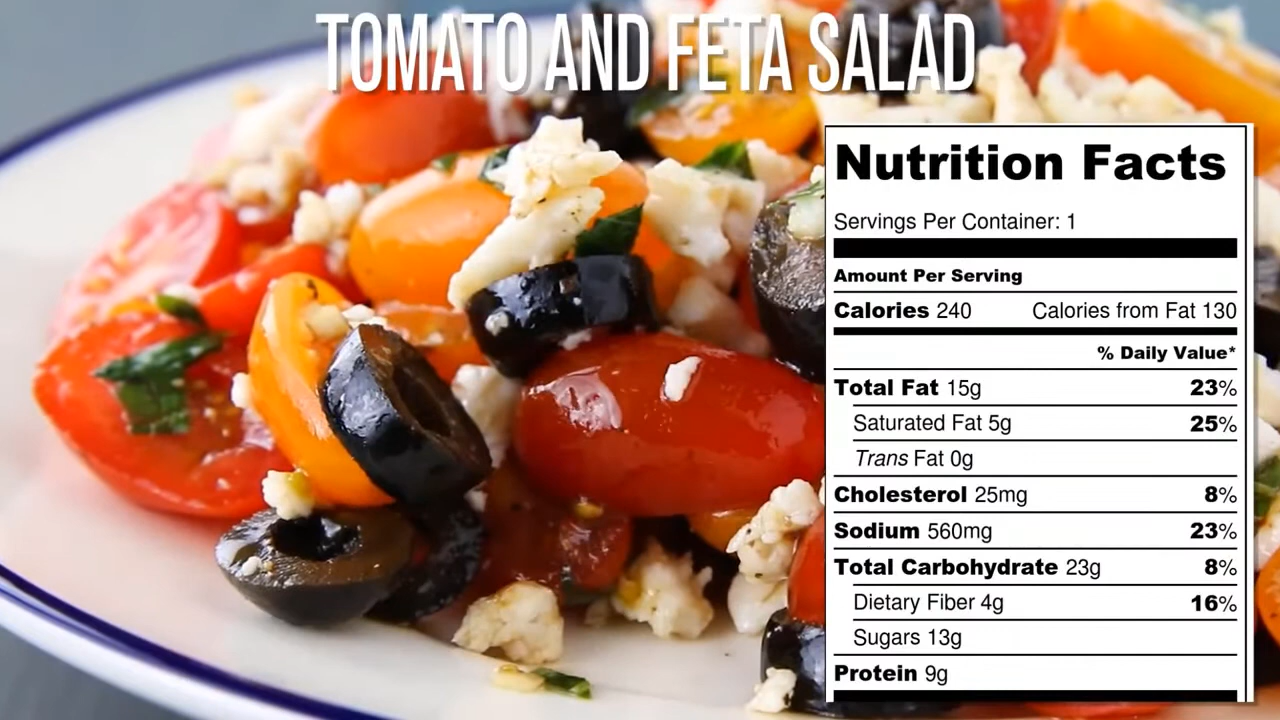 TOMATO AND FETA SALAD
Nutrition Facts
Servings Per Container: 1
Amount Per Serving
Calories 240 Calories from Fat 130
% Daily Value*
Total Fat 15g 23%
Saturated Fat 5g 25%
Trans Fat 0g
Cholesterol 25mg 8%
Sodium 560mg 23%
Total Carbohydrate 23g 8%
Dietary Fiber 4g 16%
Sugars 13g
Protein 9g